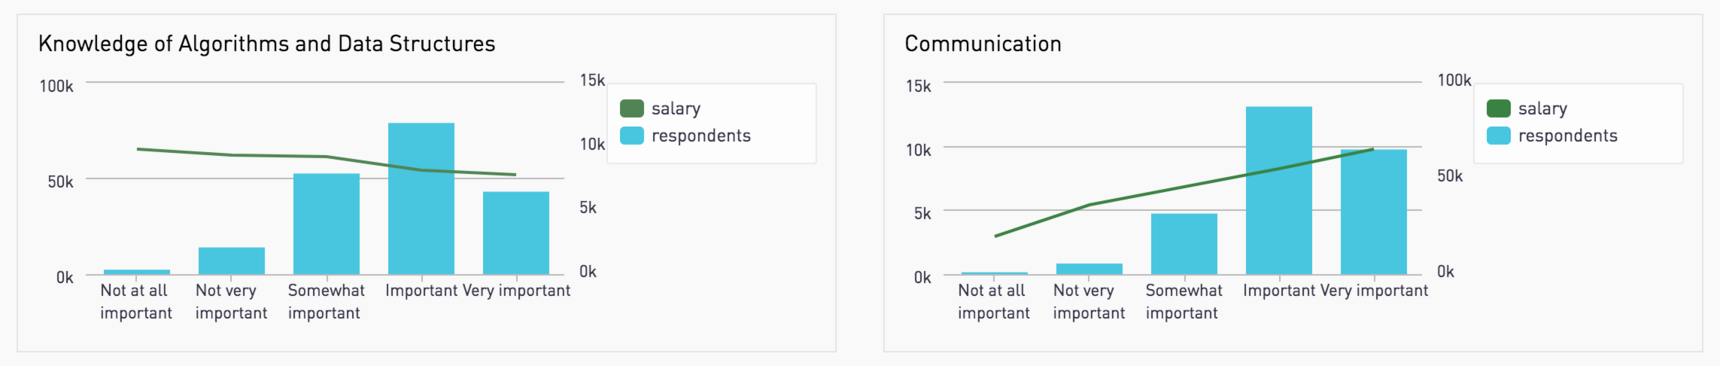 Knowledge of Algorithms and Data Structures
100k
50k
0k
15k
10k
5k
0k
salary
respondents
Not at all
important
Not very
important
Somewhat
important
Important
Very important
Communication
15k
10k
5k
0k
100k
50k
0k
salary
respondents
Not at all
important
Not very
important
Somewhat
important
Important
Very important